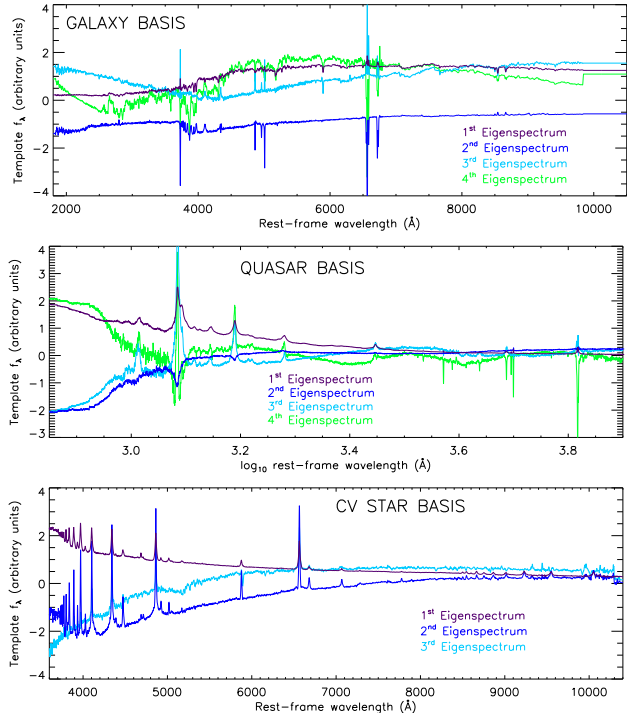 GALAXY BASIS
Template f_λ (arbitrary units)
4
2
0
−2
−4
1st Eigenspectrum
2nd Eigenspectrum
3rd Eigenspectrum
4th Eigenspectrum
2000 4000 6000 8000 10000
Rest−frame wavelength (Å)
QUASAR BASIS
Template f_λ (arbitrary units)
4
3
2
1
0
−1
−2
−3
1st Eigenspectrum
2nd Eigenspectrum
3rd Eigenspectrum
4th Eigenspectrum
3.0 3.2 3.4 3.6 3.8
log10 rest−frame wavelength (Å)
CV STAR BASIS
Template f_λ (arbitrary units)
4
2
0
−2
−4
1st Eigenspectrum
2nd Eigenspectrum
3rd Eigenspectrum
4000 5000 6000 7000 8000 9000 10000
Rest−frame wavelength (Å)